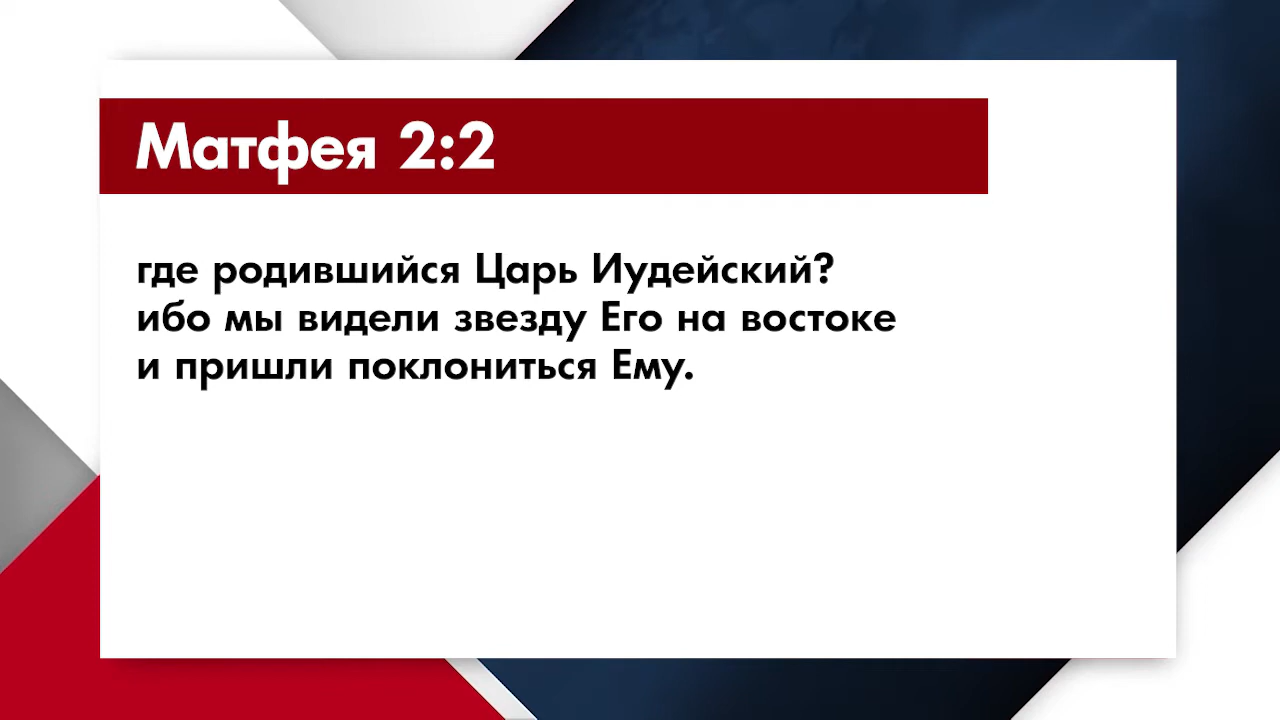 Матфея 2:2
где родившийся Царь Иудейский?
ибо мы видели звезду Его на востоке
и пришли поклониться Ему.